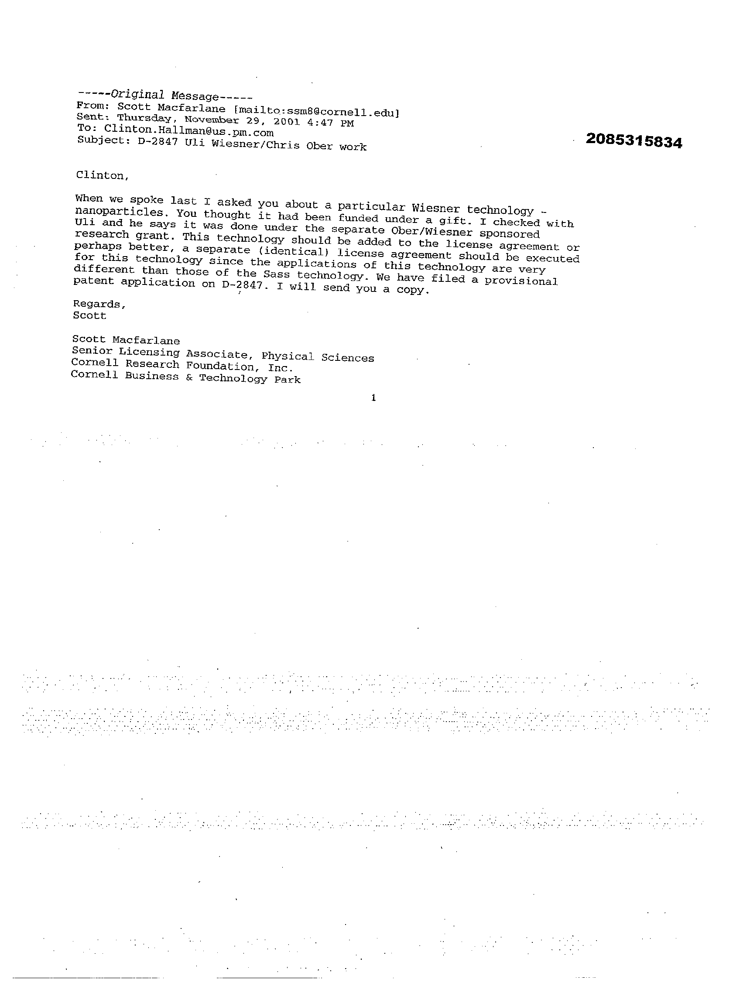 -----Original Message-----
From: Scott Macfarlane [mailto:ssm8@cornell.edu]
Sent: Thursday, November 29, 2001 4:47 PM
To: Clinton.Hallman@us.pm.com
Subject: D-2847 Uli Wiesner/Chris Ober work
2085315834
Clinton,
When we spoke last I asked you about a particular Wiesner technology -
nanoparticles. You thought it had been funded under a gift. I checked with
Uli and he says it was done under the separate Ober/Wiesner sponsored
research grant. This technology should be added to the license agreement or
perhaps better, a separate (identical) license agreement should be executed
for this technology since the applications of this technology are very
different than those of the Sass technology. We have filed a provisional
patent application on D-2847. I will send you a copy.
Regards,
Scott
Scott Macfarlane
Senior Licensing Associate, Physical Sciences
Cornell Research Foundation, Inc.
Cornell Business & Technology Park
1